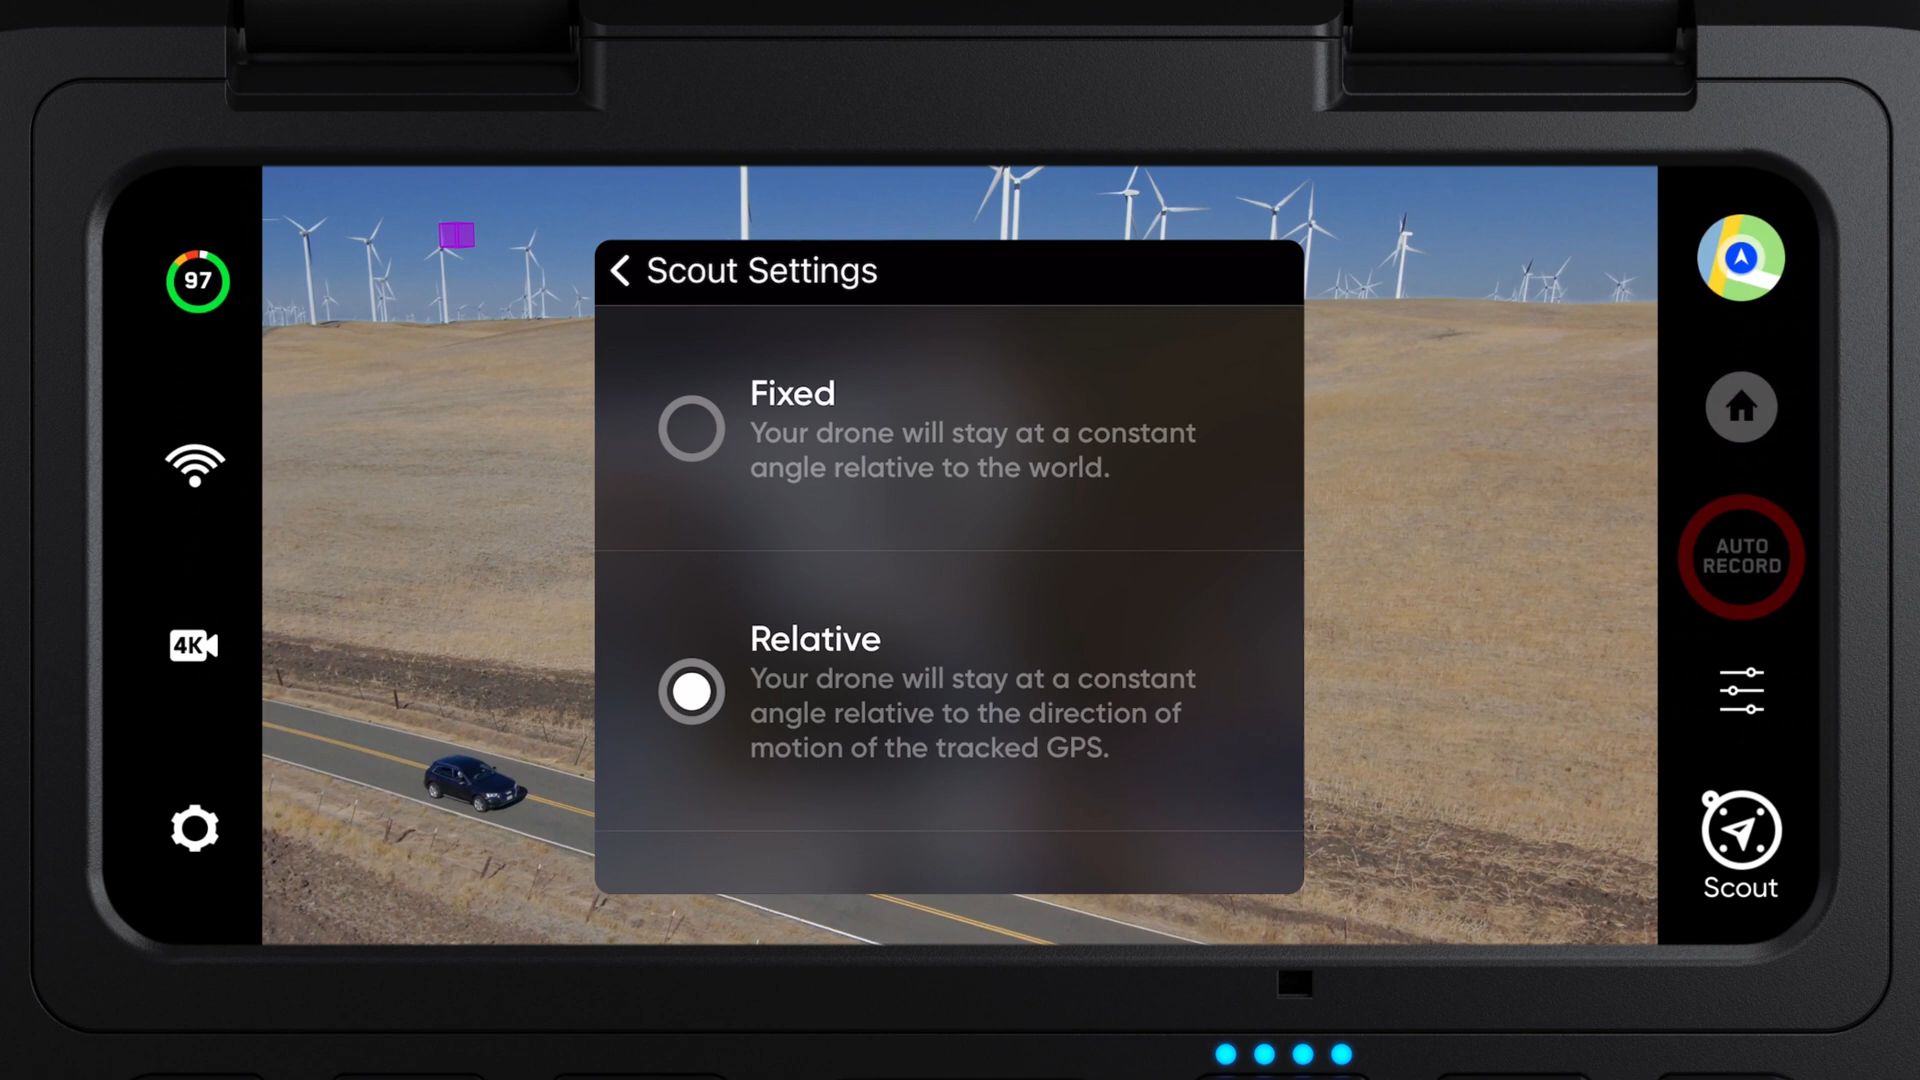 Scout Settings
97
Fixed
Your drone will stay at a constant
angle relative to the world.
AUTO
RECORD
Relative
Your drone will stay at a constant
angle relative to the direction of
motion of the tracked GPS.
4K
Scout